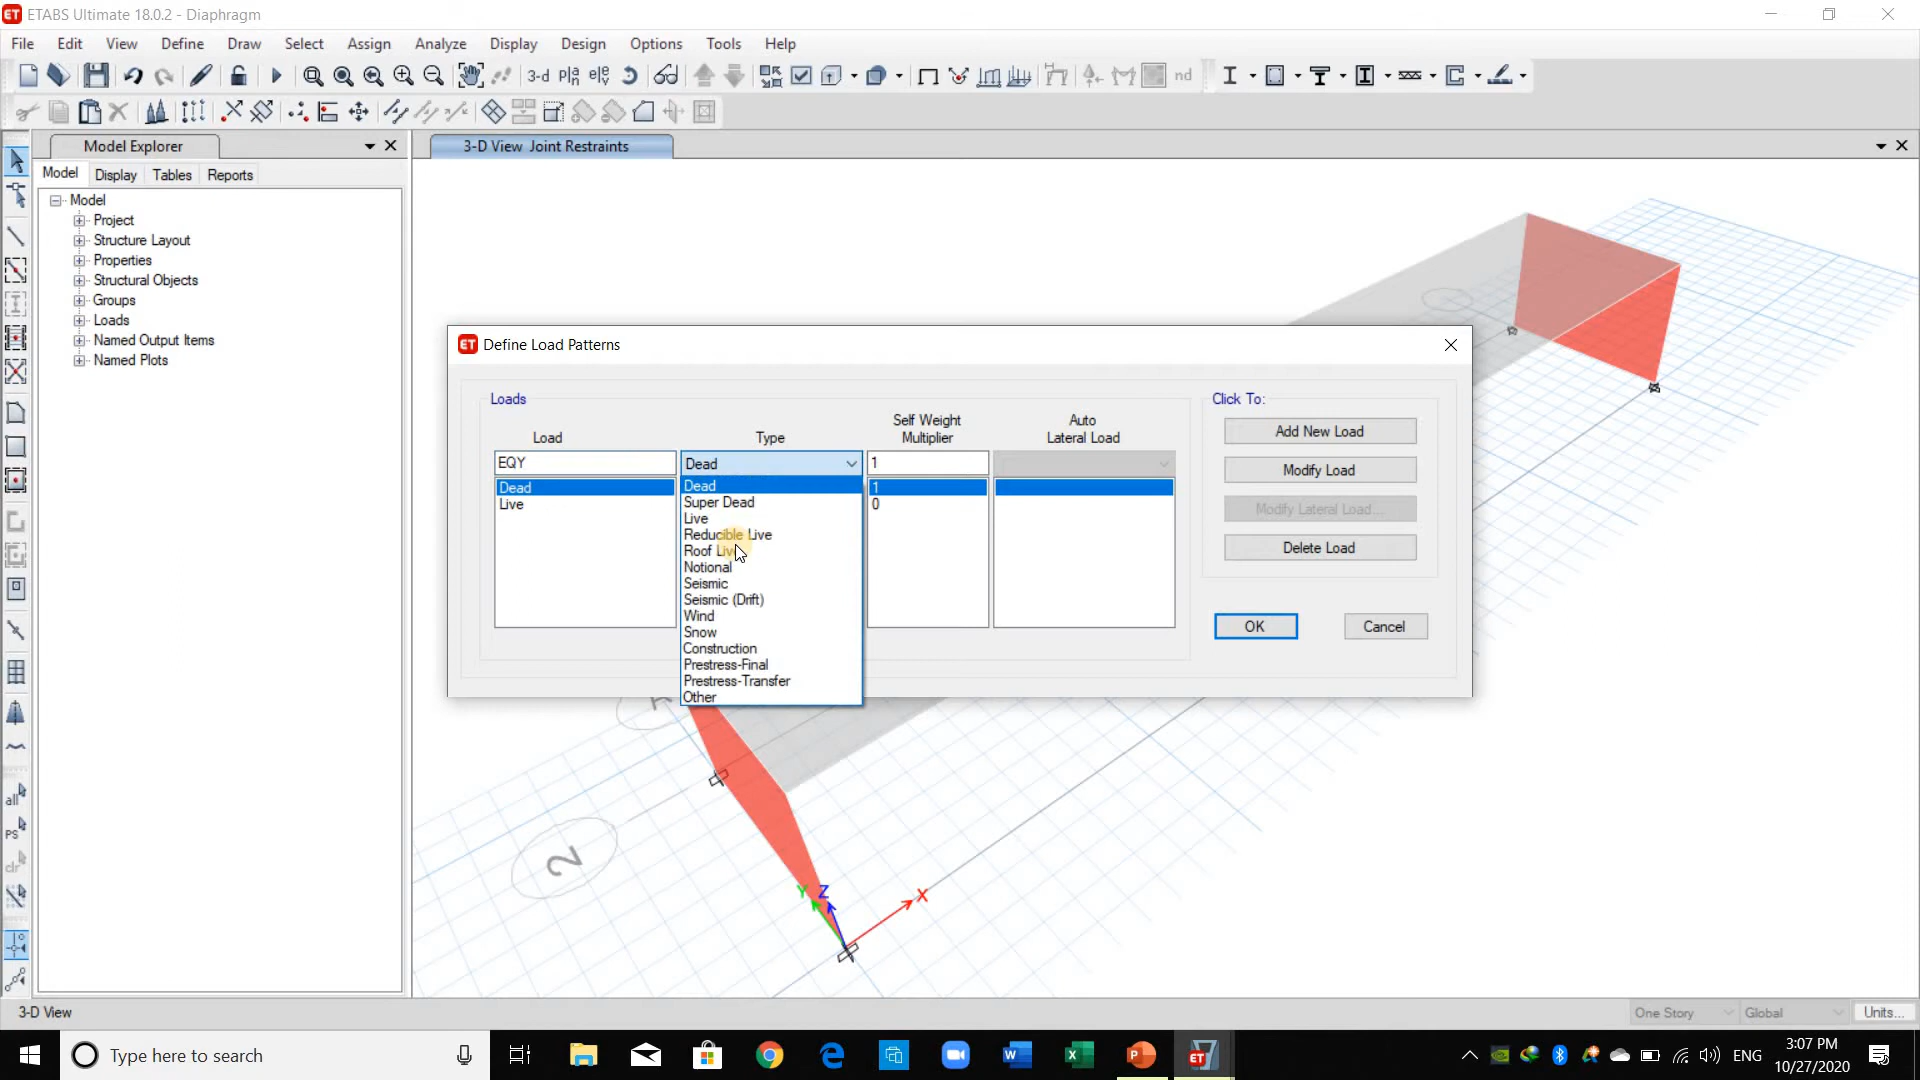 ETABS Ultimate 18.0.2 - Diaphragm
File Edit View Define Draw Select Assign Analyze Display Design Options Tools Help
3-d
nd
Model Explorer
3-D View Joint Restraints
Model Display Tables Reports
Model
Project
Structure Layout
Properties
Structural Objects
Groups
Loads
Named Output Items
Named Plots
Define Load Patterns
Loads
Click To:
Load
Type
Self Weight
Multiplier
Auto
Lateral Load
EQY
Dead
1
Dead
1
Live
0
Dead
Super Dead
Live
Reducible Live
Roof Live
Notional
Seismic
Seismic (Drift)
Wind
Snow
Construction
Prestress-Final
Prestress-Transfer
Other
Add New Load
Modify Load
Modify Lateral Load...
Delete Load
OK
Cancel
2
Y
Z
X
all
PS
clr
3-D View
One Story
Global
Units...
Type here to search
ENG
3:07 PM
10/27/2020